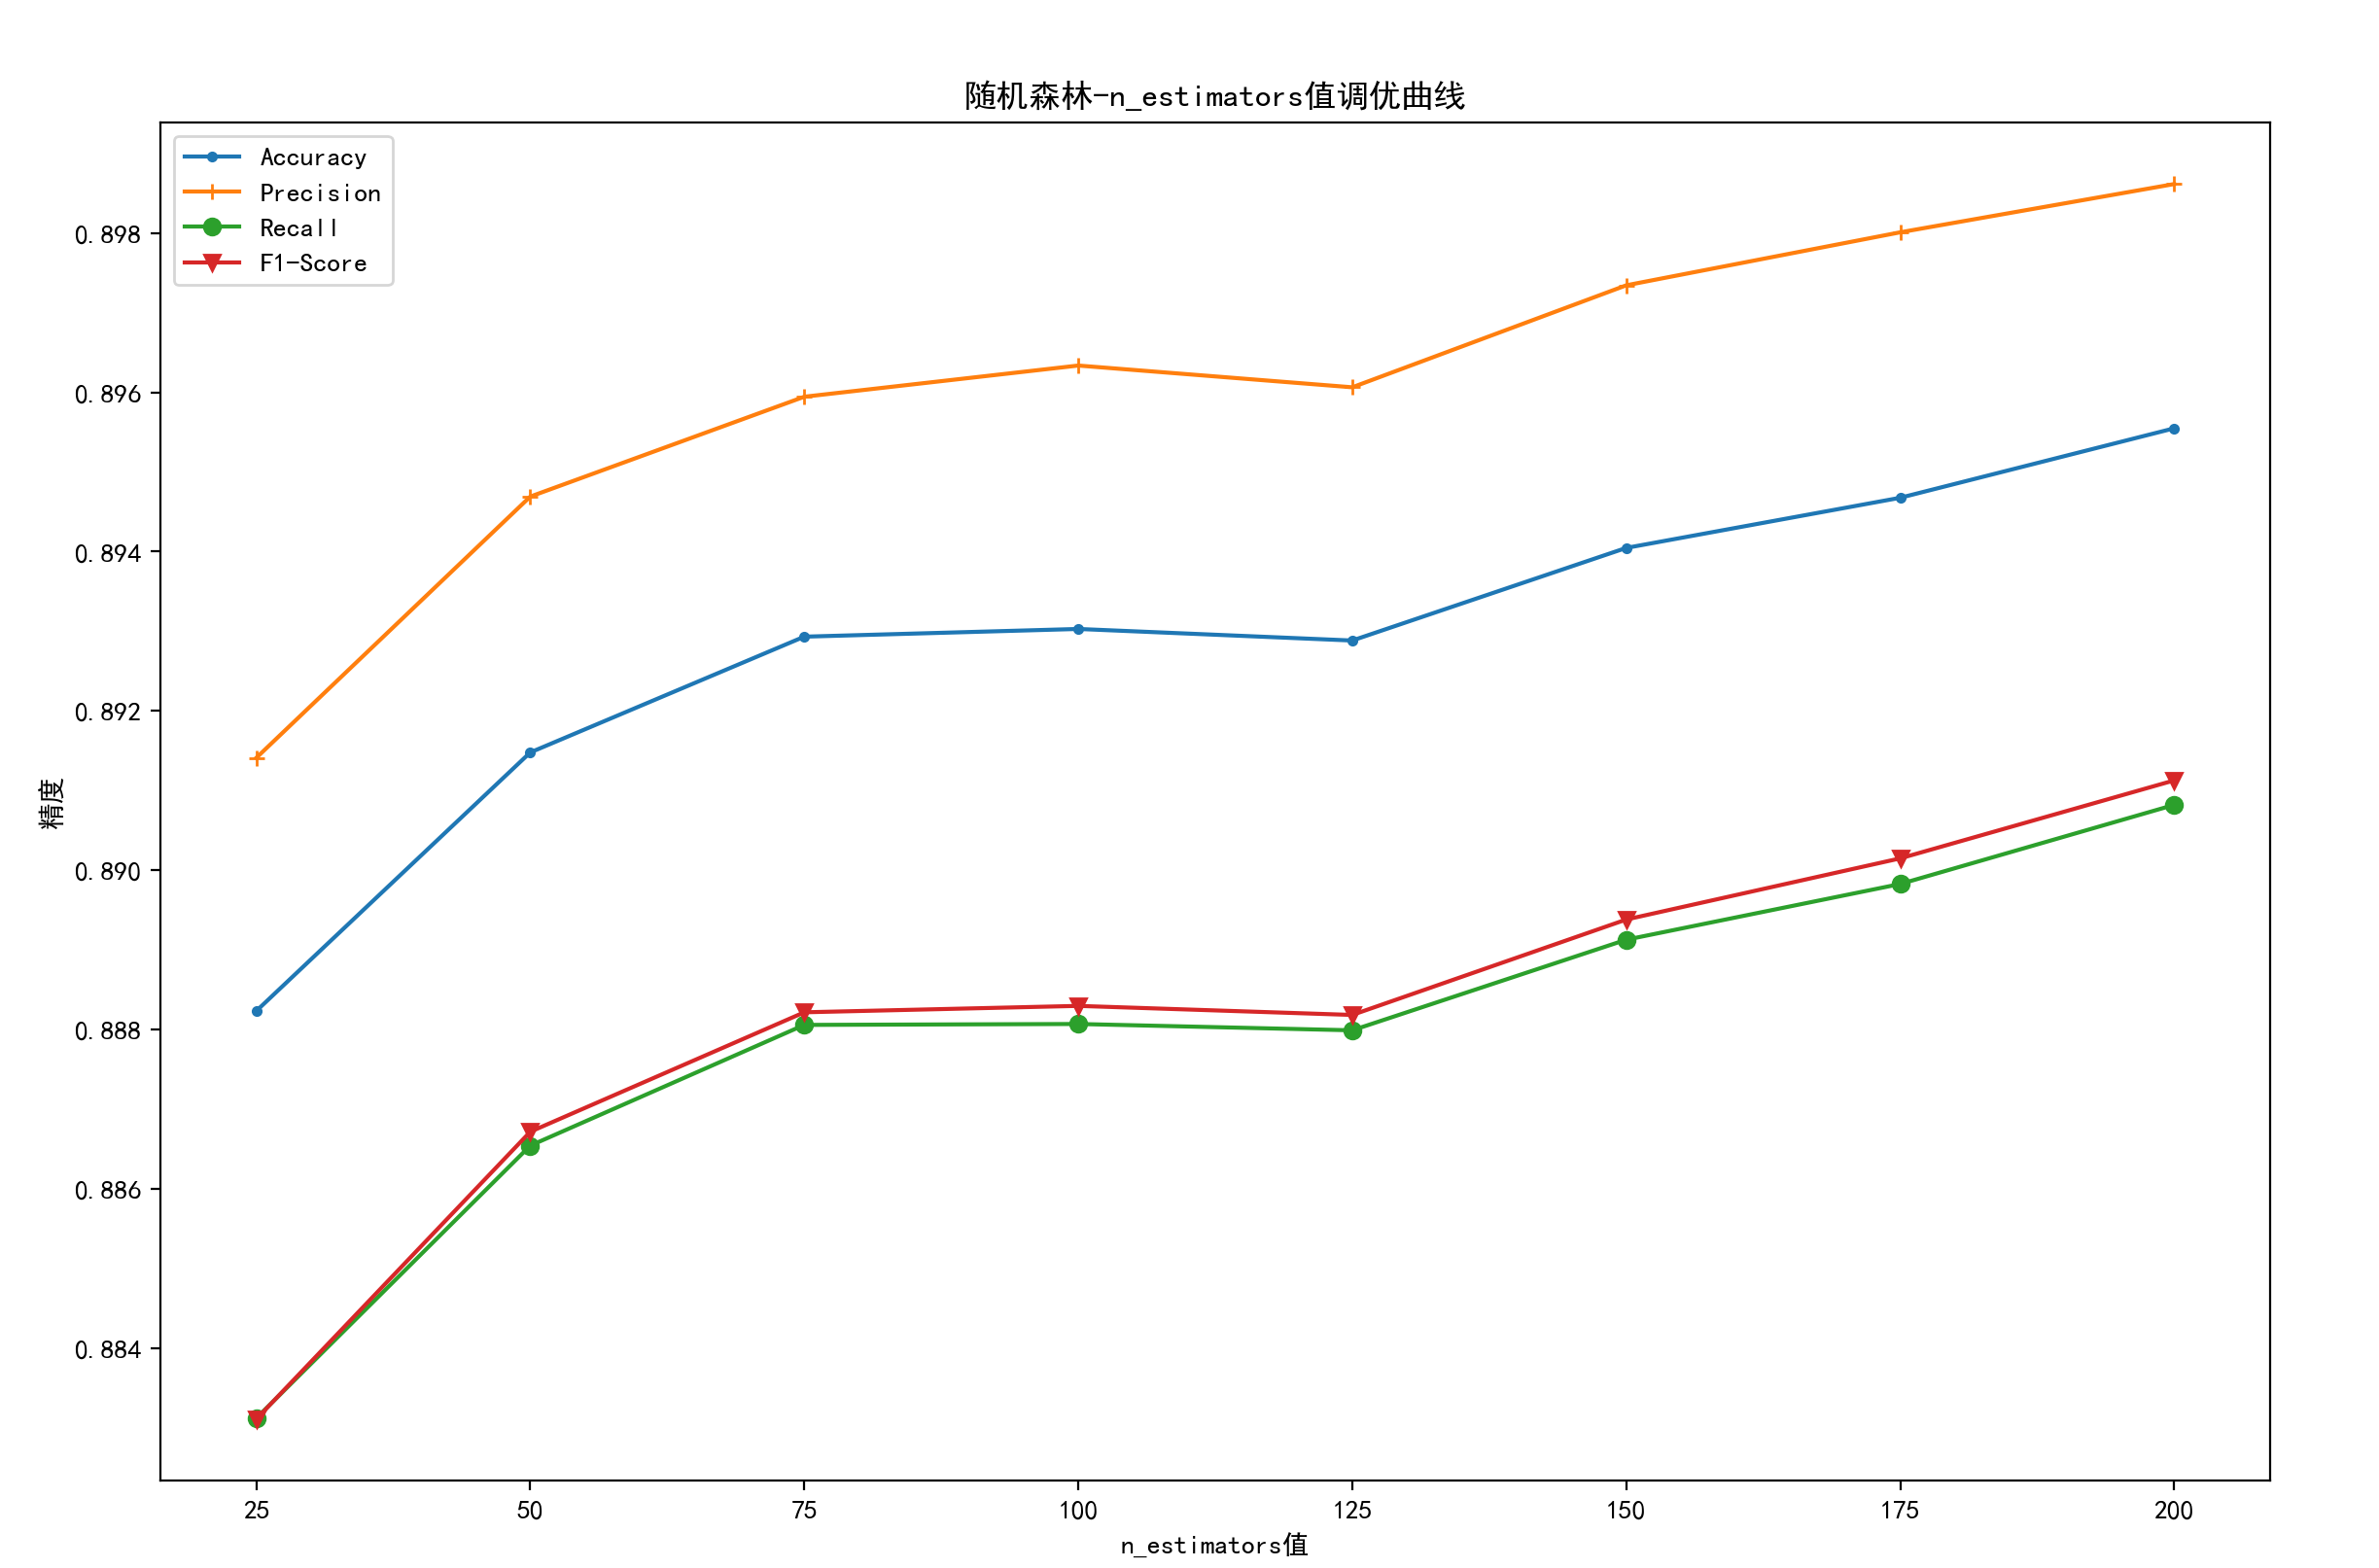 随机森林-n_estimators值调优曲线
Accuracy
Precision
Recall
F1-Score
0.898
0.896
0.894
0.892
0.890
0.888
0.886
0.884
精度
25 50 75 100 125 150 175 200
n_estimators值